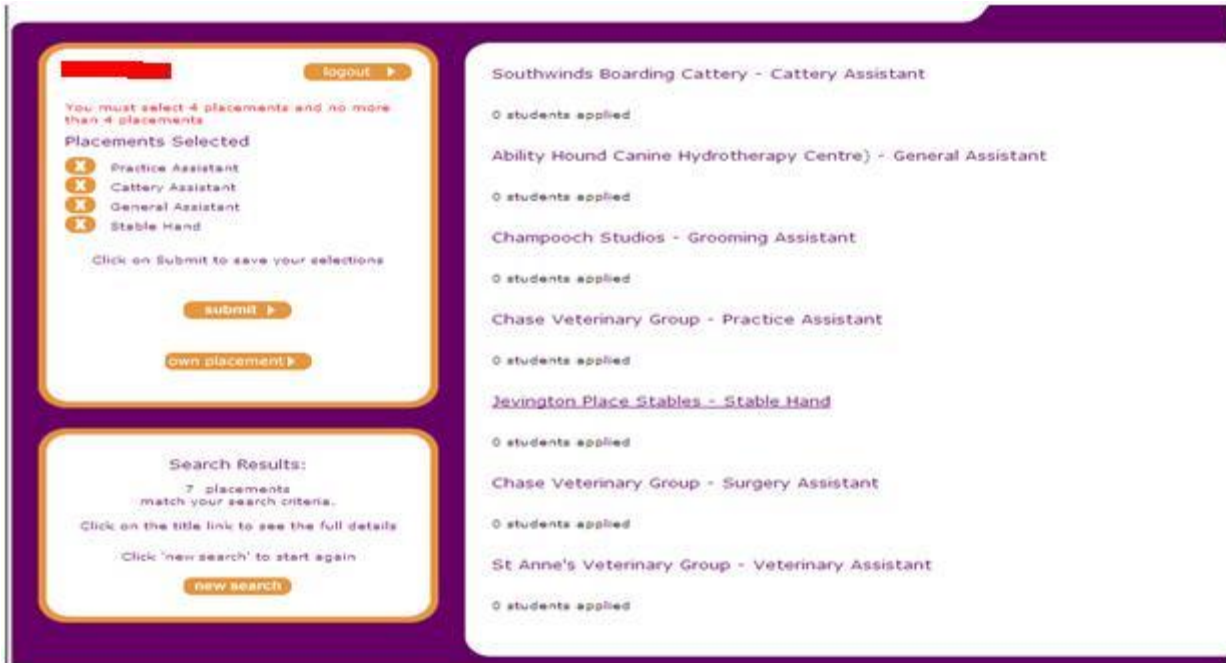 logout
You must select 4 placements and no more
than 4 placements
Placements Selected
X Practice Assistant
X Cattery Assistant
X General Assistant
X Stable Hand
Click on Submit to save your selections
submit
own placement
Search Results:
7 placements
match your search criteria.
Click on the title link to see the full details
Click 'new search' to start again
new search
Southwinds Boarding Cattery - Cattery Assistant
0 students applied
Ability Hound Canine Hydrotherapy Centre) - General Assistant
0 students applied
Champooch Studios - Grooming Assistant
0 students applied
Chase Veterinary Group - Practice Assistant
0 students applied
Jevington Place Stables - Stable Hand
0 students applied
Chase Veterinary Group - Surgery Assistant
0 students applied
St Anne's Veterinary Group - Veterinary Assistant
0 students applied